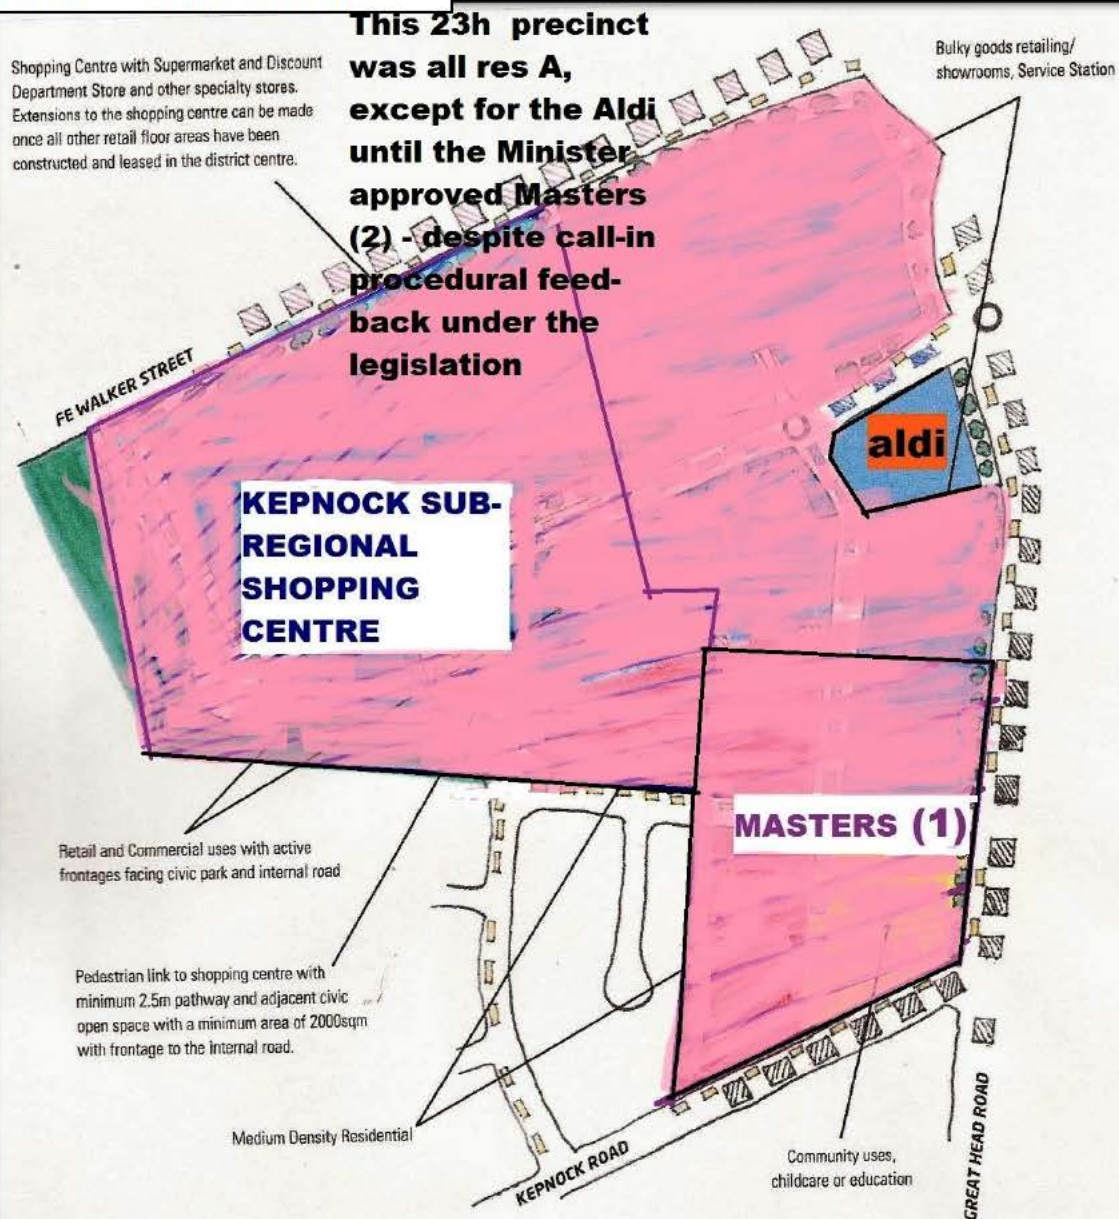 This 23h precinct
was all res A,
except for the Aldi
until the Minister
approved Masters
(2) - despite call-in
procedural feed-
back under the
legislation
Shopping Centre with Supermarket and Discount
Department Store and other specialty stores.
Extensions to the shopping centre can be made
once all other retail floor areas have been
constructed and leased in the district centre.
Bulky goods retailing/
showrooms, Service Station
FE WALKER STREET
aldi
KEPNOCK SUB-
REGIONAL
SHOPPING
CENTRE
MASTERS (1)
Retail and Commercial uses with active
frontages facing civic park and internal road
Pedestrian link to shopping centre with
minimum 2.5m pathway and adjacent civic
open space with a minimum area of 2000sqm
with frontage to the internal road.
Medium Density Residential
KEPNOCK ROAD
Community uses,
childcare or education
GREAT HEAD ROAD